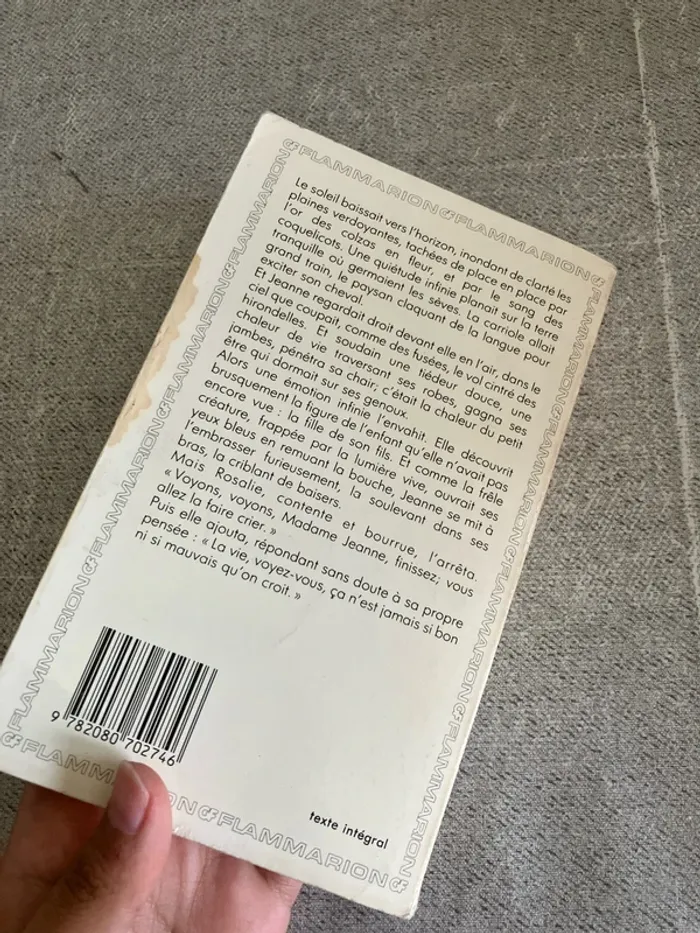 FLAMMARION FLAMMARION
Le soleil baissait vers l'horizon, inondant de clarté les
plaines verdoyantes, tachées de place en place par
l'or des colzas en fleur, et par le sang des
coquelicots. Une quiétude infinie planait sur la terre
tranquille où germaient les sèves. La carriole allait
grand train, le paysan claquant de la langue pour
exciter son cheval.
Et Jeanne regardait droit devant elle en l'air, dans le
ciel que coupait, comme des fusées, le vol cintré des
hirondelles. Et soudain une tiédeur douce, une
chaleur de vie traversant ses robes, gagna ses
jambes, pénétra sa chair; c'était la chaleur du petit
être qui dormait sur ses genoux.
Alors une émotion infinie l'envahit. Elle découvrit
brusquement la figure de l'enfant qu'elle n'avait pas
encore vue : la fille de son fils. Et comme la frêle
créature, frappée par la lumière vive, ouvrait ses
yeux bleus en remuant la bouche, Jeanne se mit à
l'embrasser furieusement, la soulevant dans ses
bras, la criblant de baisers.
Mais Rosalie, contente et bourrue, l'arrêta.
« Voyons, voyons, Madame Jeanne, finissez; vous
allez la faire crier. »
Puis elle ajouta, répondant sans doute à sa propre
pensée : « La vie, voyez-vous, ça n'est jamais si bon
ni si mauvais qu'on croit. »
FLAMMARION FLAMMARION FLAMMARION FLAMMARION
FLAMMARION FLAMMARION FLAMMARION FLAMMARION
9 782080 702746
texte intégral
FLAMMARION